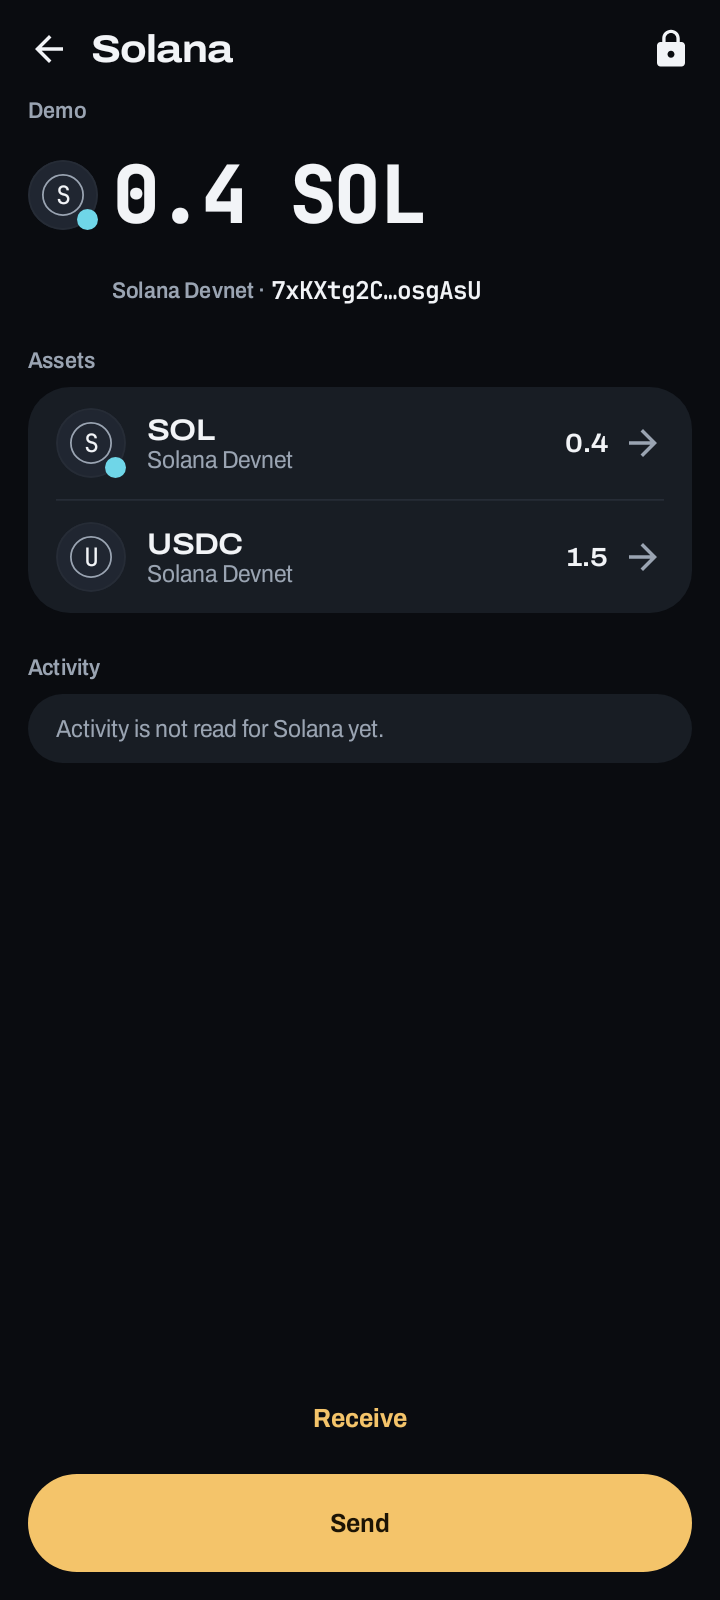 Solana
Demo
S
0.4 SOL
Solana Devnet · 7xKXtg2C…osgAsU
Assets
S
SOL
Solana Devnet
0.4
U
USDC
Solana Devnet
1.5
Activity
Activity is not read for Solana yet.
Receive
Send